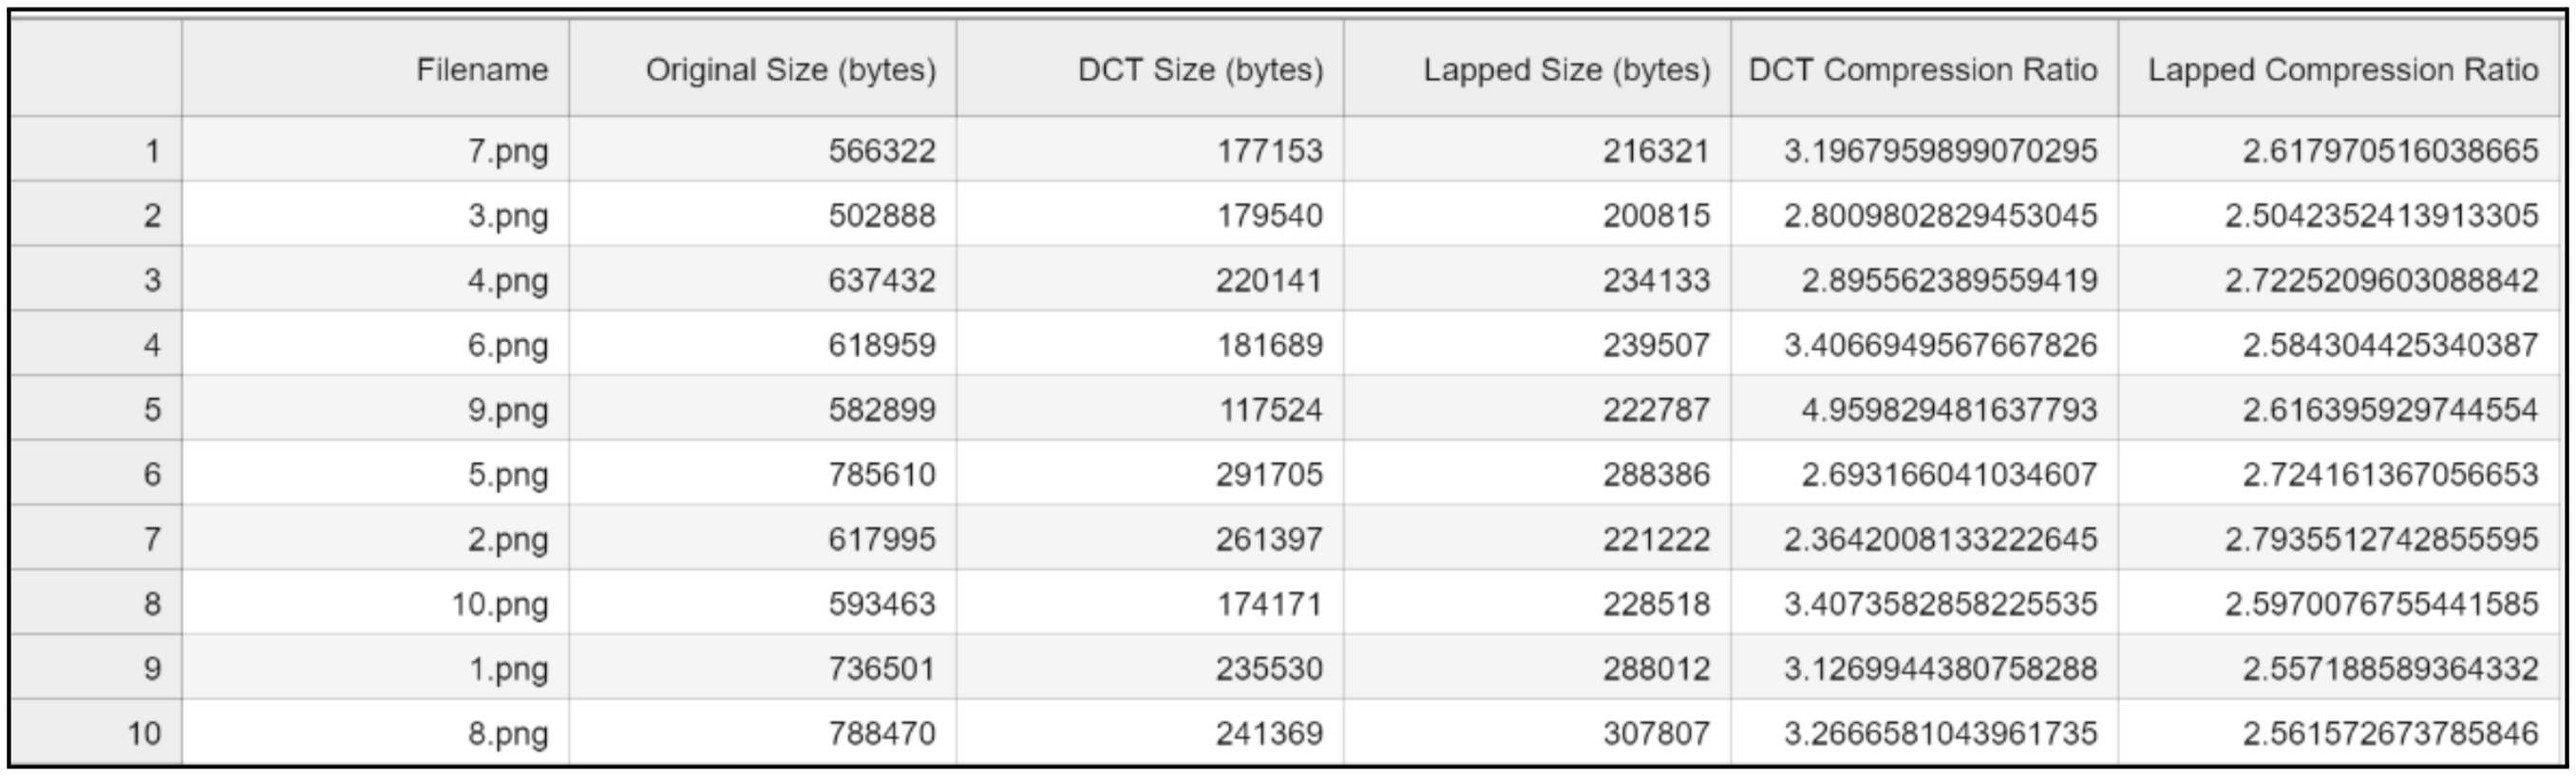 Filename Original Size (bytes) DCT Size (bytes) Lapped Size (bytes) DCT Compression Ratio Lapped Compression Ratio
1 7.png 566322 177153 216321 3.1967959899070295 2.617970516038665
2 3.png 502888 179540 200815 2.8009802829453045 2.5042352413913305
3 4.png 637432 220141 234133 2.895562389559419 2.7225209603088842
4 6.png 618959 181689 239507 3.4066949567667826 2.584304425340387
5 9.png 582899 117524 222787 4.959829481637793 2.616395929744554
6 5.png 785610 291705 288386 2.693166041034607 2.724161367056653
7 2.png 617995 261397 221222 2.3642008133222645 2.7935512742855595
8 10.png 593463 174171 228518 3.4073582858225535 2.5970076755441585
9 1.png 736501 235530 288012 3.1269944380758288 2.557188589364332
10 8.png 788470 241369 307807 3.2666581043961735 2.561572673785846